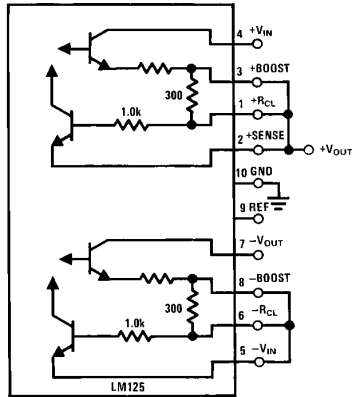 4 +VIN
3 +BOOST
300
1 +RCL
1.0k
2 +SENSE
+VOUT
10 GND
9 REF
7 −VOUT
8 −BOOST
300
6 −RCL
1.0k
5 −VIN
LM125